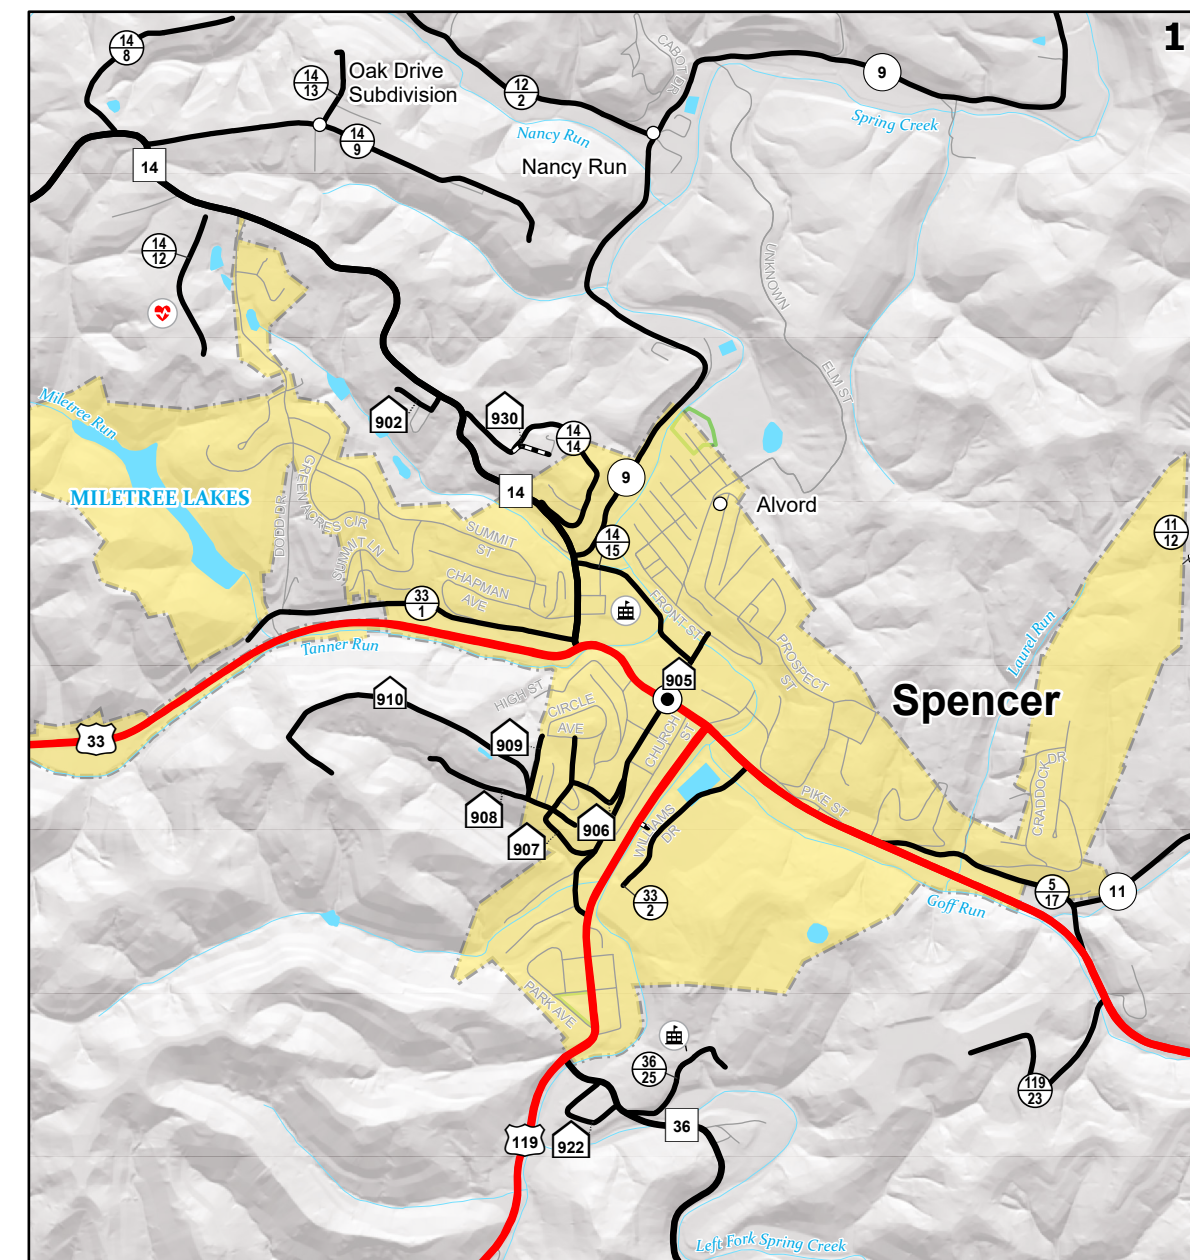 1
14
8
14
13
Oak Drive
Subdivision
12
2
CABOT DR
9
Spring Creek
Nancy Run
14
9
14
Nancy Run
14
12
UNKNOWN
ELM ST
Miletree Run
902
930
14
14
9
14
Alvord
MILETREE LAKES
GREEN ACRES CIR
DODD DR
SUMMIT LN
SUMMIT
ST
14
15
11
12
CHAPMAN
AVE
33
1
FRONT ST
Tanner Run
PROSPECT
ST
Laurel Run
905
Spencer
HIGH ST
910
CIRCLE
AVE
CHURCH
ST
909
33
CRADDOCK DR
908
PIKE ST
906
907
WILLIAMS
DR
33
2
5
17
11
Goff Run
PARK AVE
36
25
119
23
36
119
922
Left Fork Spring Creek